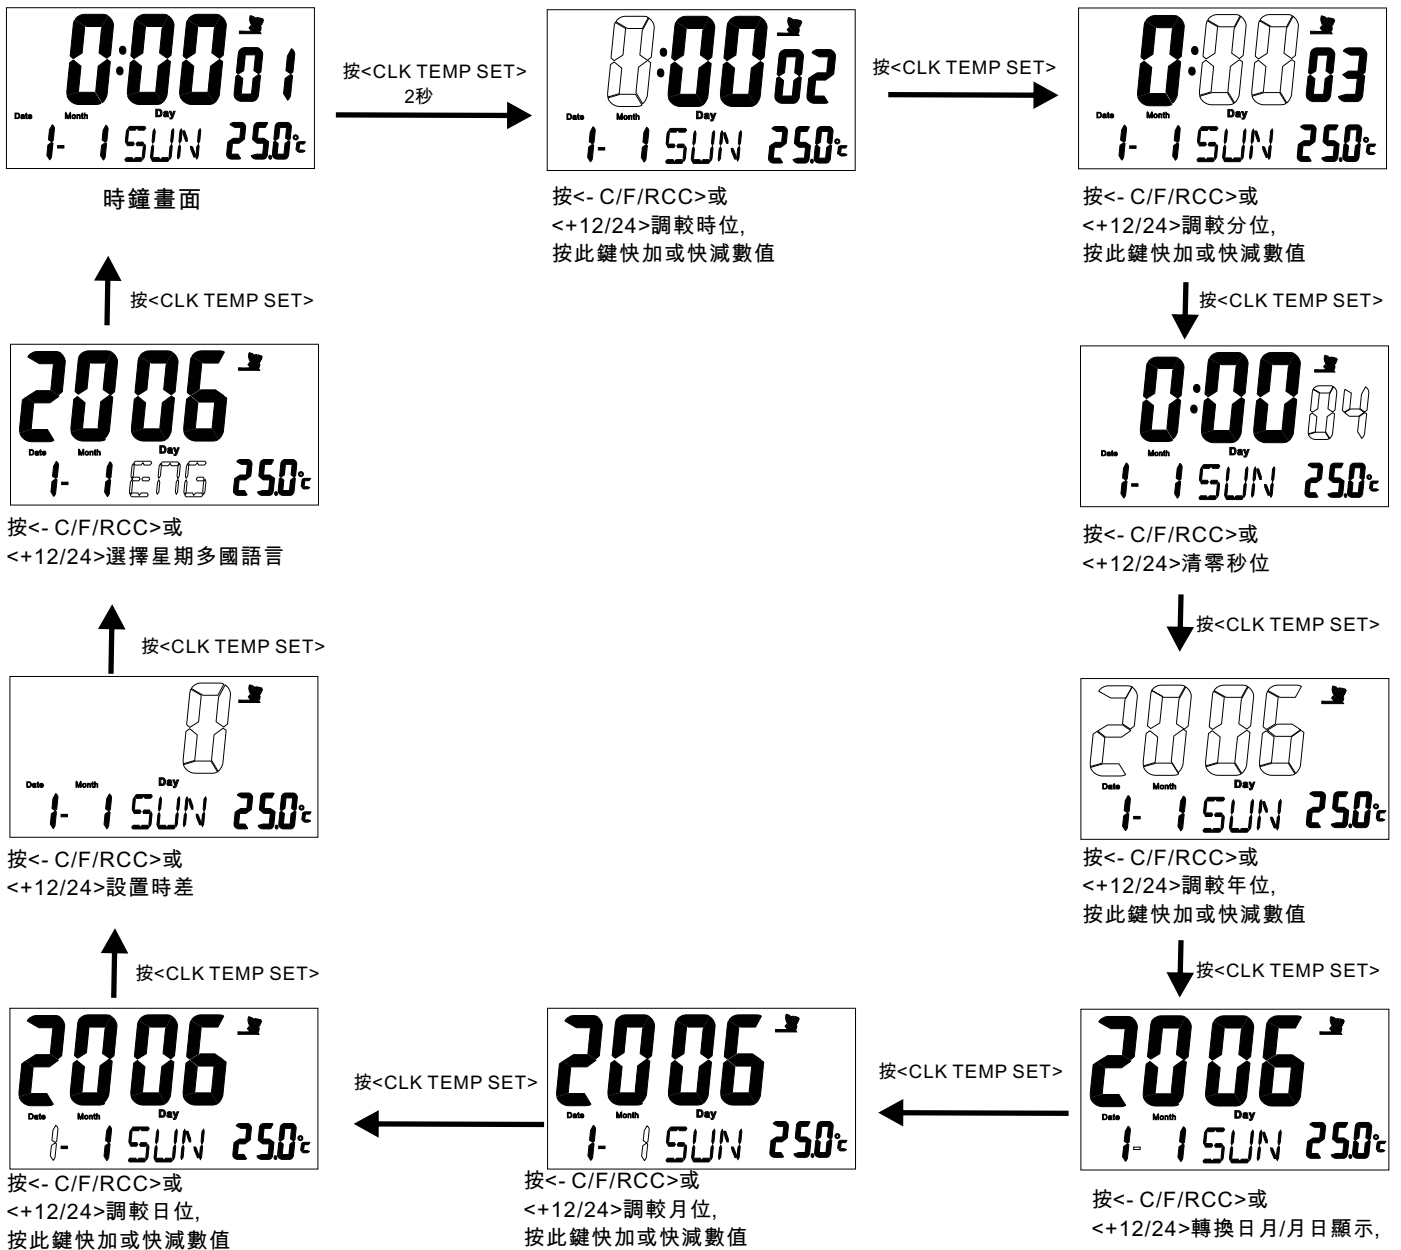 0:00 01
Date Month Day
1- 1 SUN 25.0°c
時鐘畫面
按<CLK TEMP SET>
2秒
0:00 02
Date Month Day
1- 1 SUN 25.0°c
按<- C/F/RCC>或
<+12/24>調較時位,
按此鍵快加或快減數值
按<CLK TEMP SET>
0:00 03
Date Month Day
1- 1 SUN 25.0°c
按<- C/F/RCC>或
<+12/24>調較分位,
按此鍵快加或快減數值
按<CLK TEMP SET>
0:00 04
Date Month Day
1- 1 SUN 25.0°c
按<- C/F/RCC>或
<+12/24>清零秒位
按<CLK TEMP SET>
2006
Date Month Day
1- 1 SUN 25.0°c
按<- C/F/RCC>或
<+12/24>調較年位,
按此鍵快加或快減數值
按<CLK TEMP SET>
2006
Date Month Day
1- 1 SUN 25.0°c
按<- C/F/RCC>或
<+12/24>轉換日月/月日顯示,
按<CLK TEMP SET>
2006
Date Month Day
1- 1 SUN 25.0°c
按<- C/F/RCC>或
<+12/24>調較月位,
按此鍵快加或快減數值
按<CLK TEMP SET>
2006
Date Month Day
1- 1 SUN 25.0°c
按<- C/F/RCC>或
<+12/24>調較日位,
按此鍵快加或快減數值
按<CLK TEMP SET>
0
Date Month Day
1- 1 SUN 25.0°c
按<- C/F/RCC>或
<+12/24>設置時差
按<CLK TEMP SET>
2006
Date Month Day
1- 1 ENG 25.0°c
按<- C/F/RCC>或
<+12/24>選擇星期多國語言
按<CLK TEMP SET>